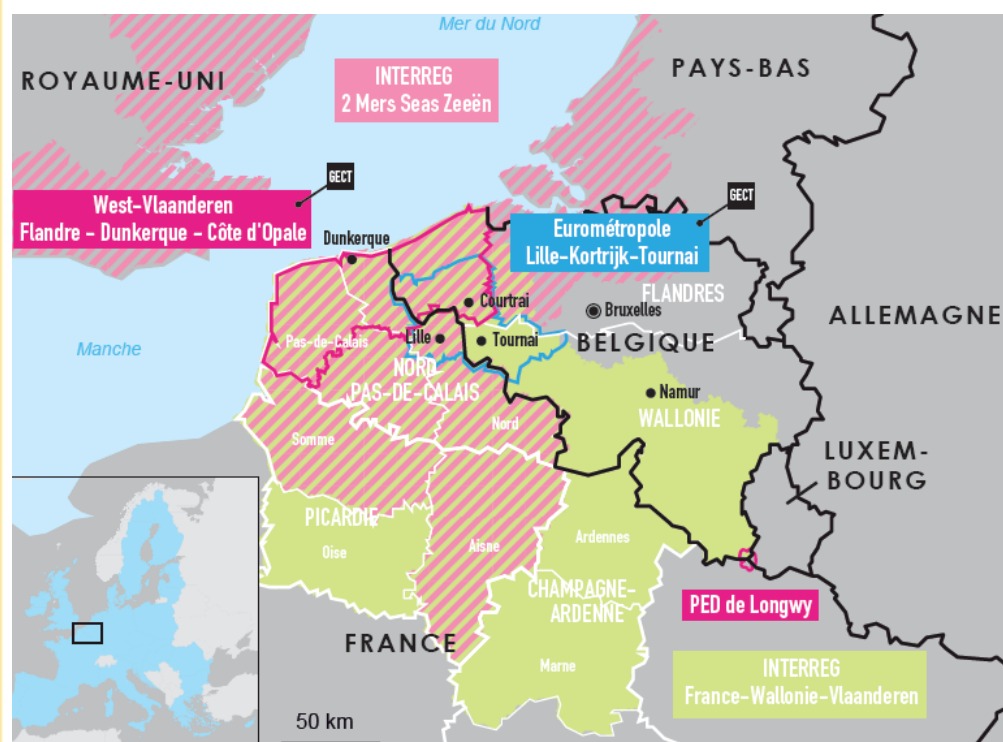 Mer du Nord
ROYAUME-UNI
INTERREG
2 Mers Seas Zeeën
PAYS-BAS
GECT
West-Vlaanderen
Flandre - Dunkerque - Côte d'Opale
GECT
Eurométropole
Lille-Kortrijk-Tournai
Dunkerque
FLANDRES
Courtrai
Bruxelles
ALLEMAGNE
Manche
Pas-de-Calais
Lille
Tournai
BELGIQUE
NORD
PAS-DE-CALAIS
Namur
WALLONIE
Somme
Nord
LUXEM-
BOURG
PICARDIE
Oise
Aisne
Ardennes
CHAMPAGNE-
ARDENNE
PED de Longwy
FRANCE
Marne
INTERREG
France-Wallonie-Vlaanderen
50 km